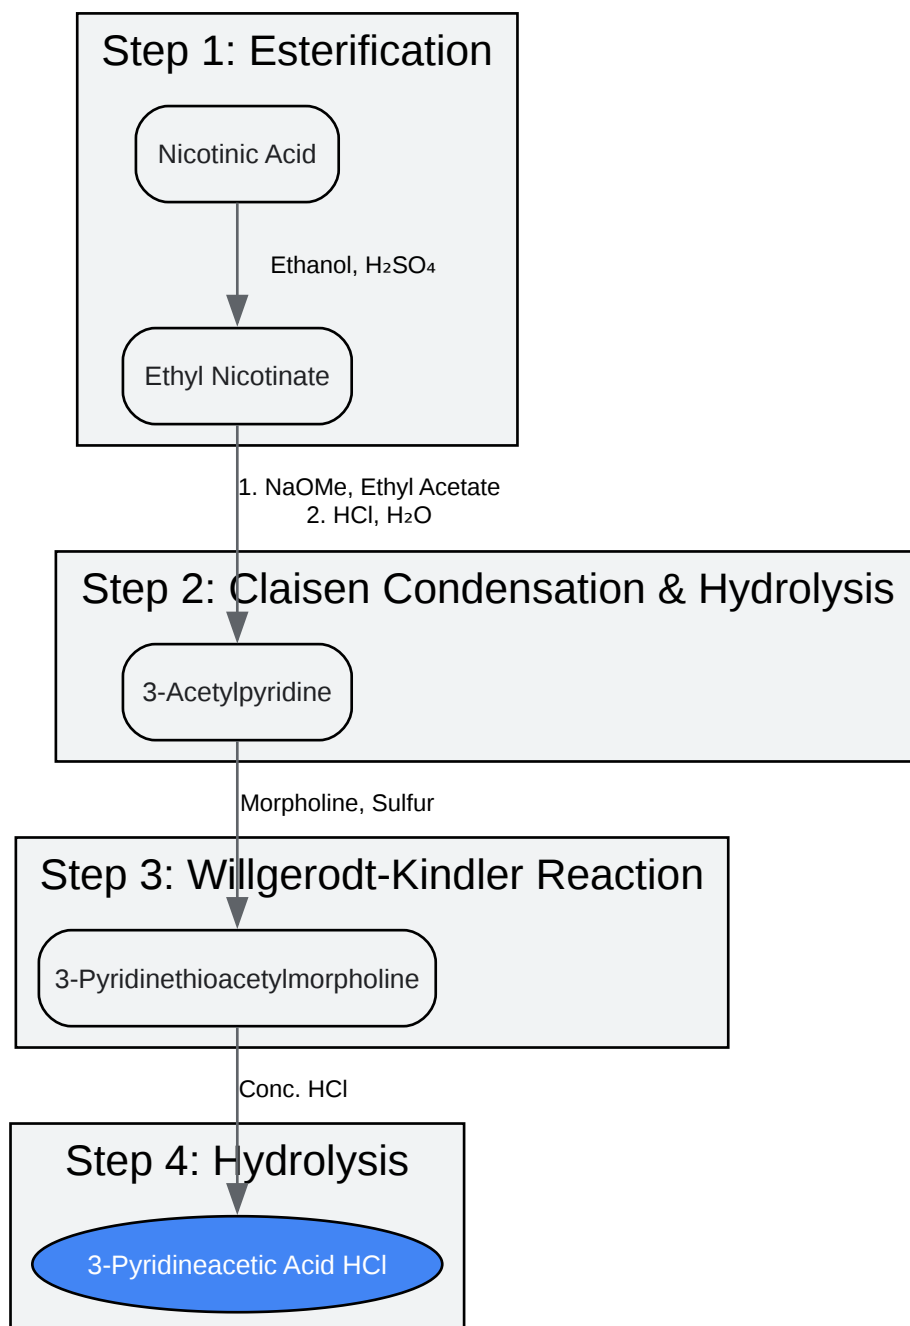 Step 1: Esterification
Nicotinic Acid
Ethanol, H₂SO₄
Ethyl Nicotinate
1. NaOMe, Ethyl Acetate
2. HCl, H₂O
Step 2: Claisen Condensation & Hydrolysis
3-Acetylpyridine
Morpholine, Sulfur
Step 3: Willgerodt-Kindler Reaction
3-Pyridinethioacetylmorpholine
Conc. HCl
Step 4: Hydrolysis
3-Pyridineacetic Acid HCl